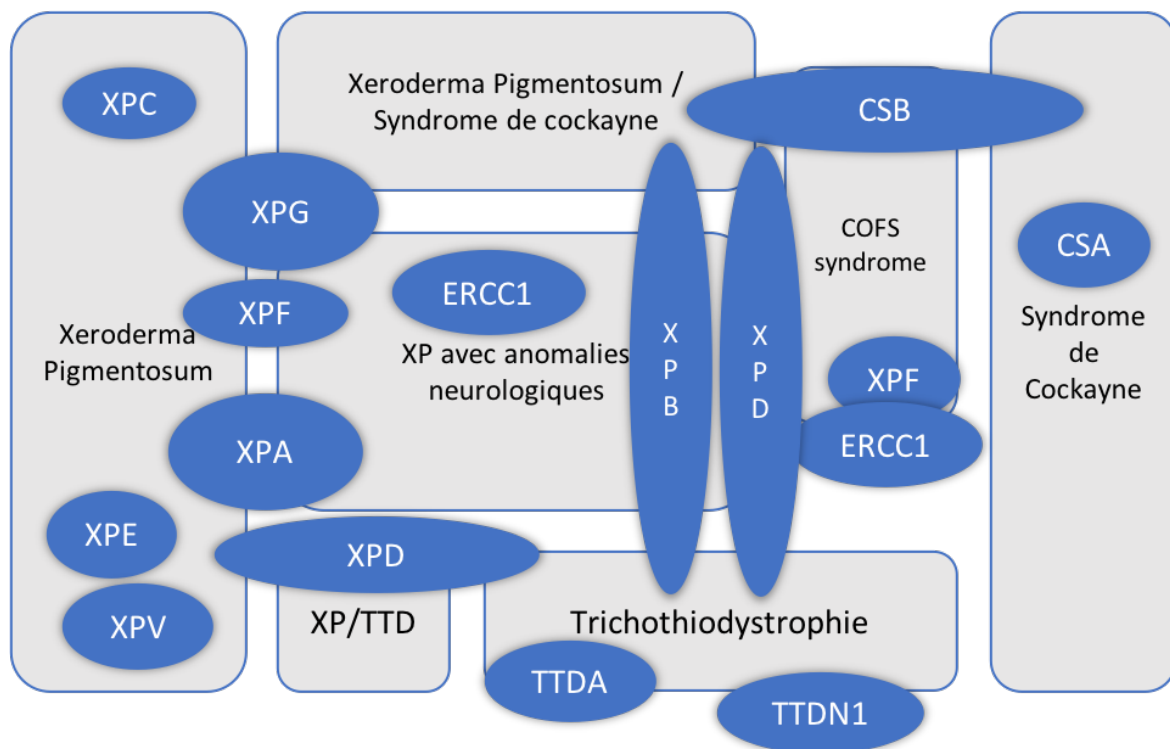 XPC
Xeroderma Pigmentosum /
Syndrome de cockayne
CSB
XPG
COFS
syndrome
CSA
ERCC1
XPF
Xeroderma
Pigmentosum
XP avec anomalies
neurologiques
X
P
B
X
P
D
XPF
ERCC1
Syndrome
de
Cockayne
XPA
XPE
XPD
XPV
XP/TTD
Trichothiodystrophie
TTDA
TTDN1